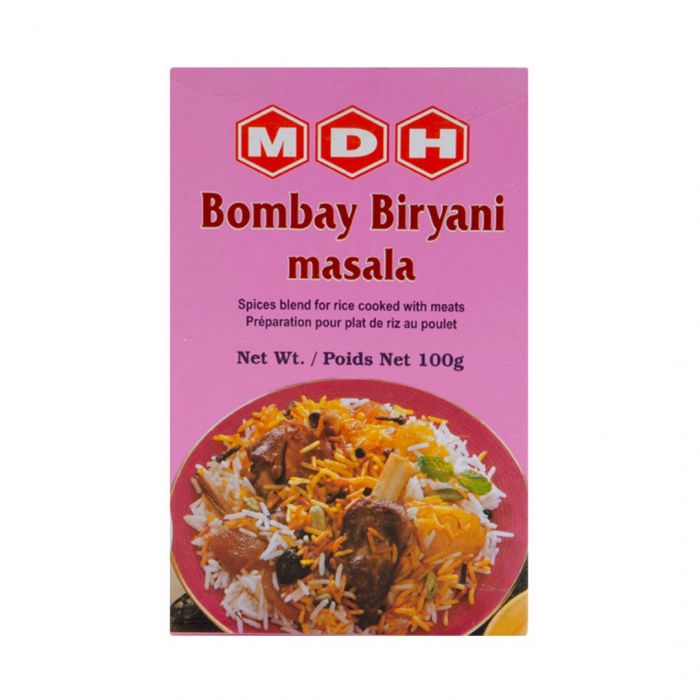 MDH
Bombay Biryani
masala
Spices blend for rice cooked with meats
Préparation pour plat de riz au poulet
Net Wt. / Poids Net 100g